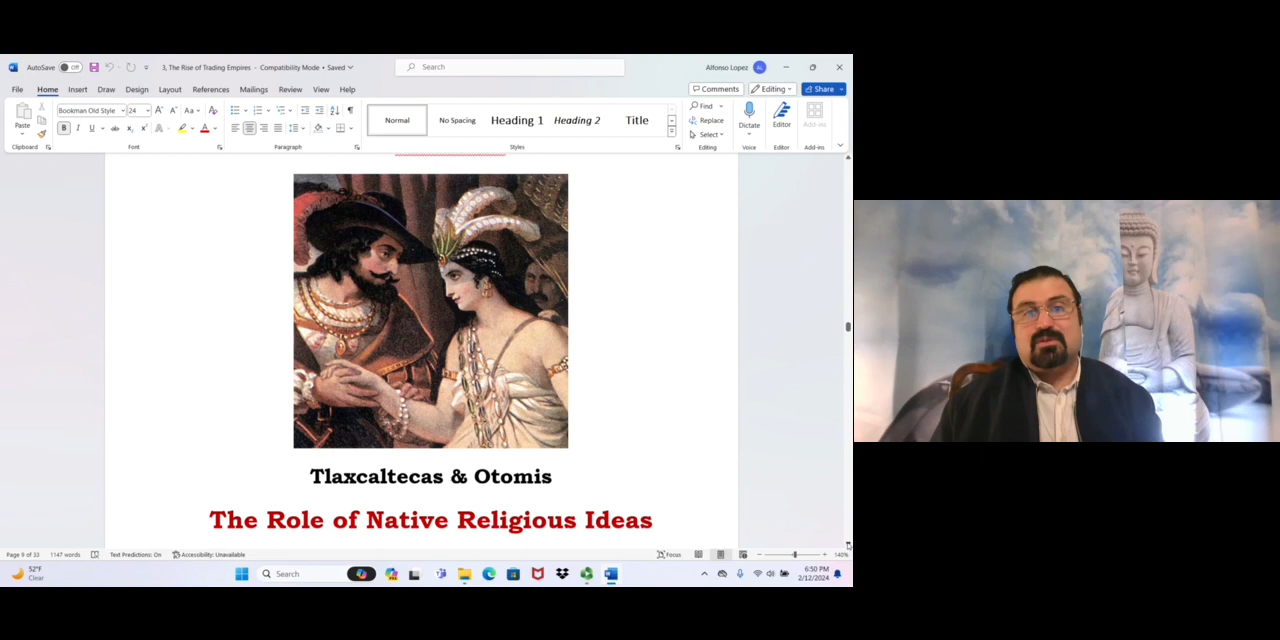 AutoSave Off 3, The Rise of Trading Empires - Compatibility Mode • Saved Search Alfonso Lopez AL
File Home Insert Draw Design Layout References Mailings Review View Help Comments Editing Share
Bookman Old Style 24 Aa Normal No Spacing Heading 1 Heading 2 Title Find
Replace
Select
Paste Dictate Editor Add-ins
Clipboard Font Paragraph Styles Editing Voice Editor Add-ins
Tlaxcaltecas & Otomis
The Role of Native Religious Ideas
Page 9 of 33 1147 words Text Predictions: On Accessibility: Unavailable Focus 140%
52°F
Clear
Search
6:50 PM
2/12/2024